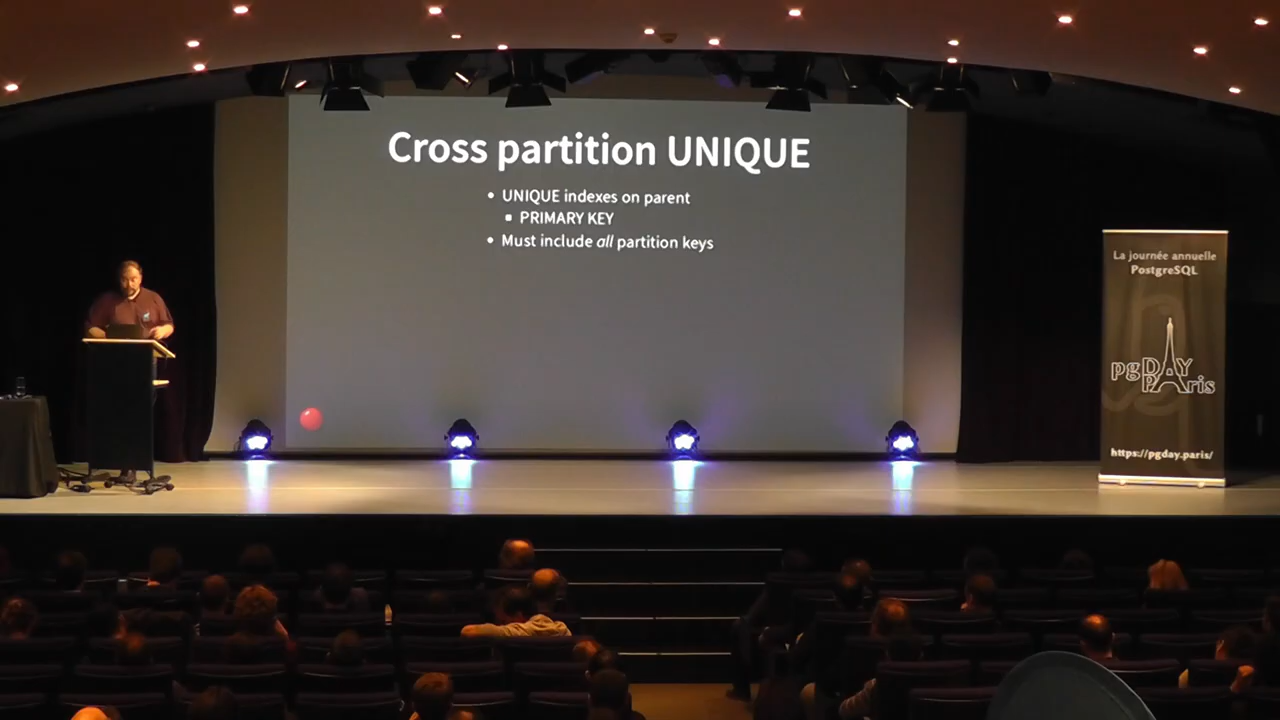 Cross partition UNIQUE
UNIQUE indexes on parent
PRIMARY KEY
Must include all partition keys
La journée annuelle
PostgreSQL
pgDAY
PAris
https://pgday.paris/